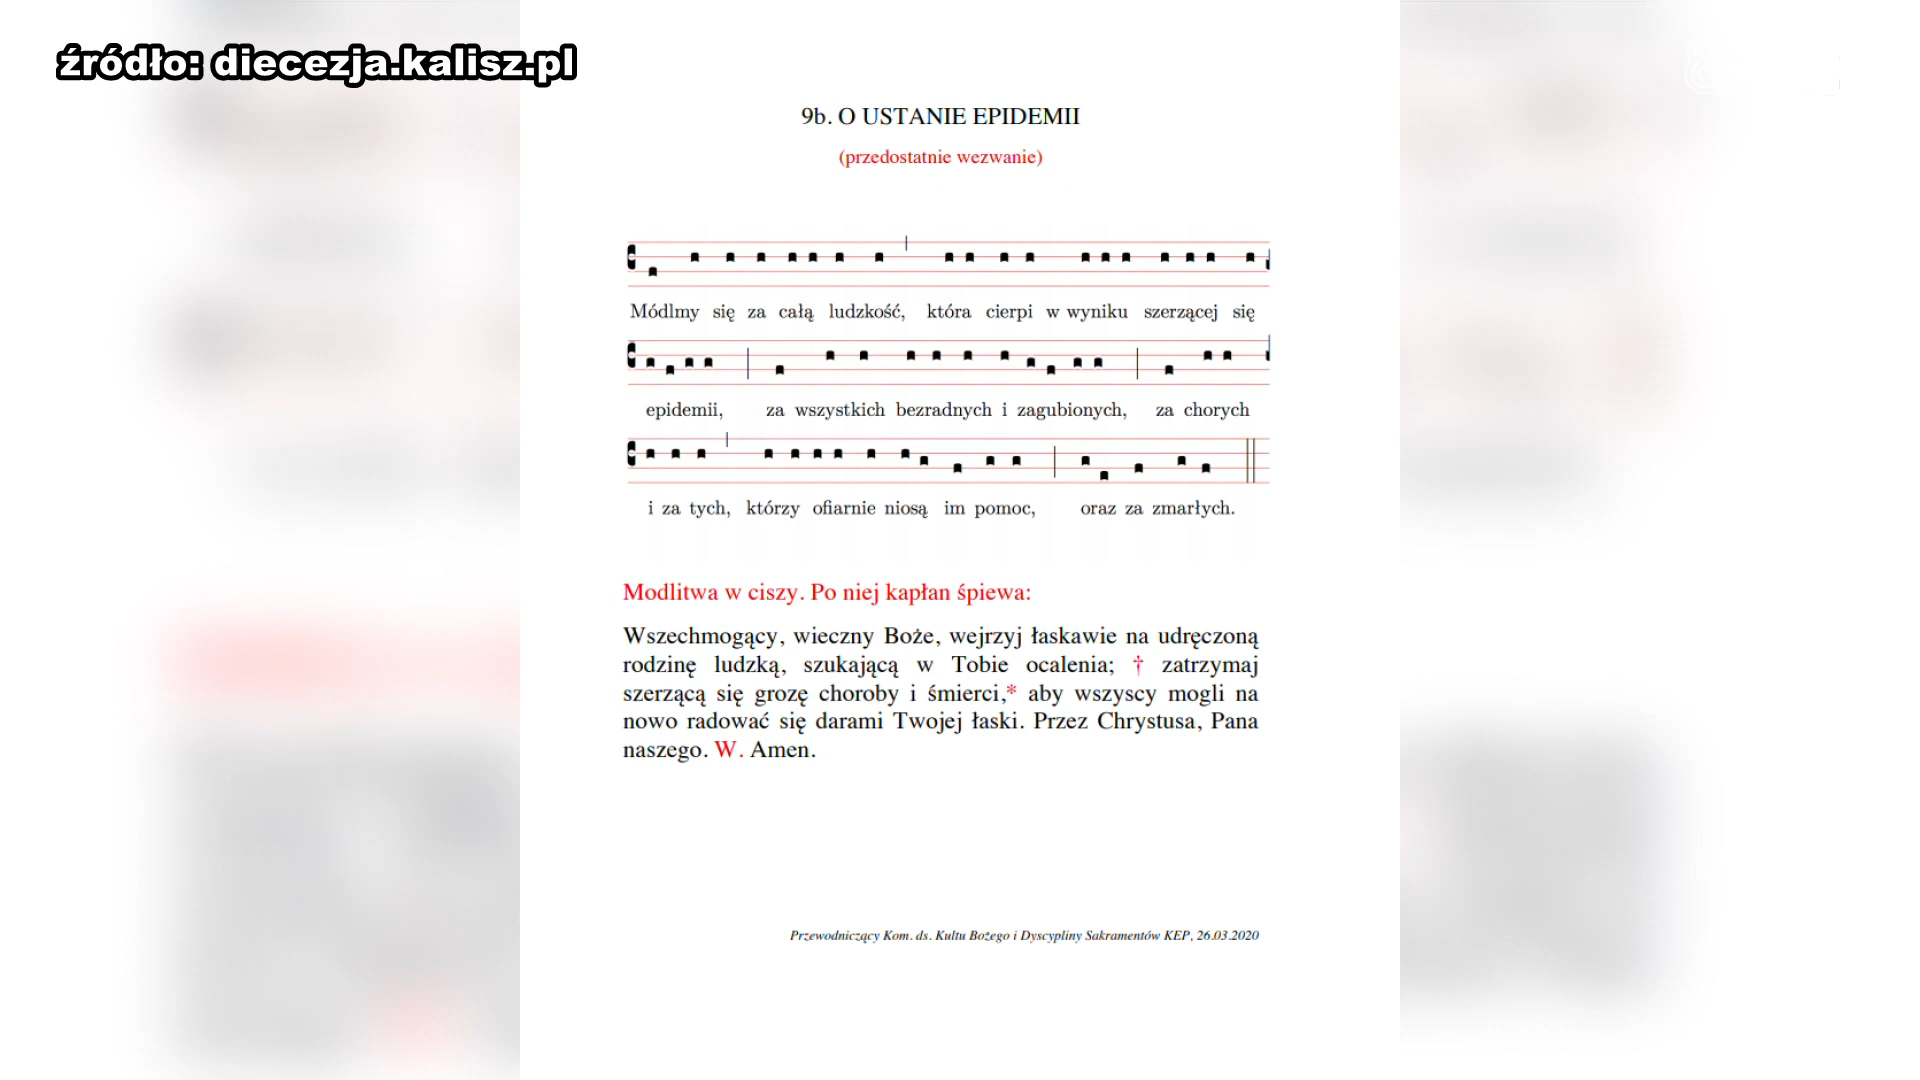 źródło: diecezja.kalisz.pl
9b. O USTANIE EPIDEMII
(przedostatnie wezwanie)
Módlmy się za całą ludzkość, która cierpi w wyniku szerzącej się
epidemii, za wszystkich bezradnych i zagubionych, za chorych
i za tych, którzy ofiarnie niosą im pomoc, oraz za zmarłych.
Modlitwa w ciszy. Po niej kapłan śpiewa:
Wszechmogący, wieczny Boże, wejrzyj łaskawie na udręczoną
rodzinę ludzką, szukającą w Tobie ocalenia; † zatrzymaj
szerzącą się grozę choroby i śmierci,* aby wszyscy mogli na
nowo radować się darami Twojej łaski. Przez Chrystusa, Pana
naszego. W. Amen.
Przewodniczący Kom. ds. Kultu Bożego i Dyscypliny Sakramentów KEP, 26.03.2020